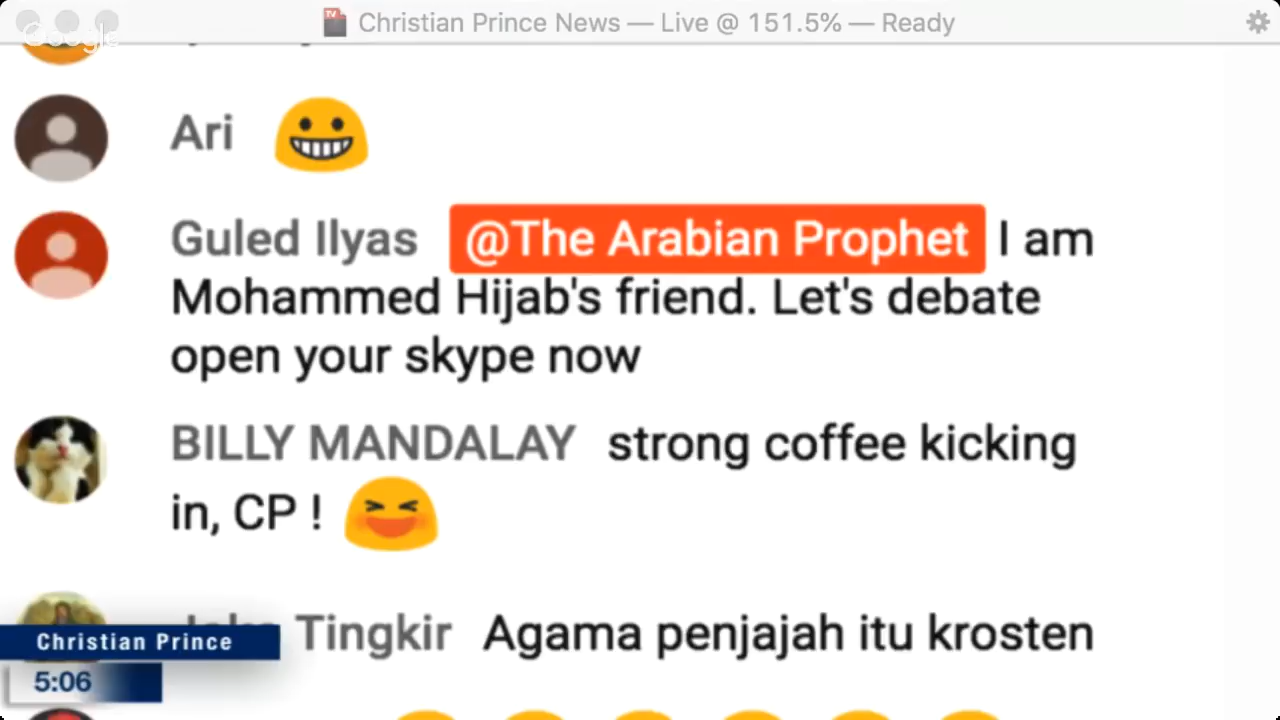 Christian Prince News — Live @ 151.5% — Ready
Google
Ari
Guled Ilyas @The Arabian Prophet I am
Mohammed Hijab's friend. Let's debate
open your skype now
BILLY MANDALAY strong coffee kicking
in, CP !
Tingkir Agama penjajah itu krosten
Christian Prince
5:06